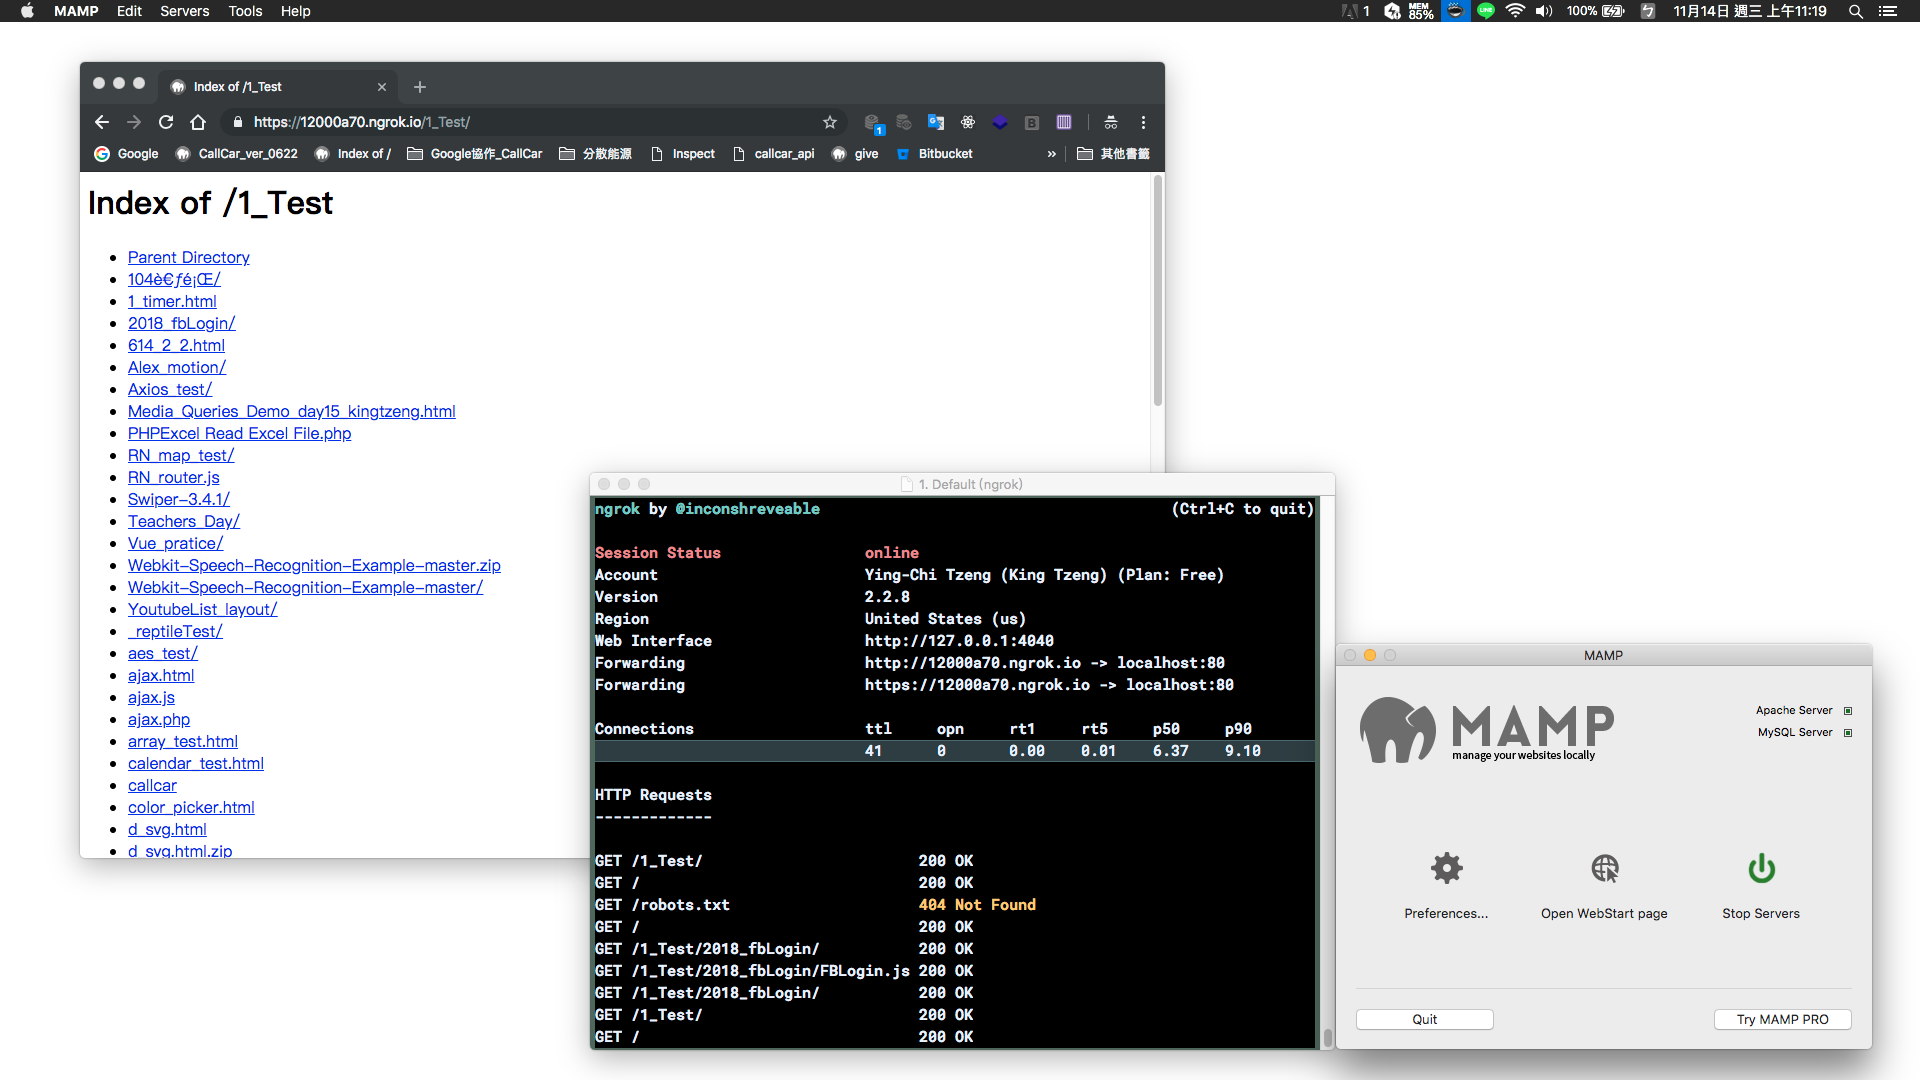 MAMP Edit Servers Tools Help
1 MEM 85% LINE 100% ㄅ 11月14日 週三 上午11:19
Index of /1_Test
https://12000a70.ngrok.io/1_Test/
1
Google CallCar_ver_0622 Index of / Google協作_CallCar 分散能源 Inspect callcar_api give Bitbucket » 其他書籤
Index of /1_Test
Parent Directory
104è€ƒé¡Œ/
1_timer.html
2018_fbLogin/
614_2_2.html
Alex_motion/
Axios_test/
Media_Queries_Demo_day15_kingtzeng.html
PHPExcel Read Excel File.php
RN_map_test/
RN_router.js
Swiper-3.4.1/
Teachers_Day/
Vue_pratice/
Webkit-Speech-Recognition-Example-master.zip
Webkit-Speech-Recognition-Example-master/
YoutubeList_layout/
_reptileTest/
aes_test/
ajax.html
ajax.js
ajax.php
array_test.html
calendar_test.html
callcar
color_picker.html
d_svg.html
d_svg.html.zip
1. Default (ngrok)
ngrok by @inconshreveable (Ctrl+C to quit)
Session Status online
Account Ying-Chi Tzeng (King Tzeng) (Plan: Free)
Version 2.2.8
Region United States (us)
Web Interface http://127.0.0.1:4040
Forwarding http://12000a70.ngrok.io -> localhost:80
Forwarding https://12000a70.ngrok.io -> localhost:80
Connections ttl opn rt1 rt5 p50 p90
41 0 0.00 0.01 6.37 9.10
HTTP Requests
-------------
GET /1_Test/ 200 OK
GET / 200 OK
GET /robots.txt 404 Not Found
GET / 200 OK
GET /1_Test/2018_fbLogin/ 200 OK
GET /1_Test/2018_fbLogin/FBLogin.js 200 OK
GET /1_Test/2018_fbLogin/ 200 OK
GET /1_Test/ 200 OK
GET / 200 OK
MAMP
MAMP
manage your websites locally
Apache Server
MySQL Server
Preferences... Open WebStart page Stop Servers
Quit Try MAMP PRO